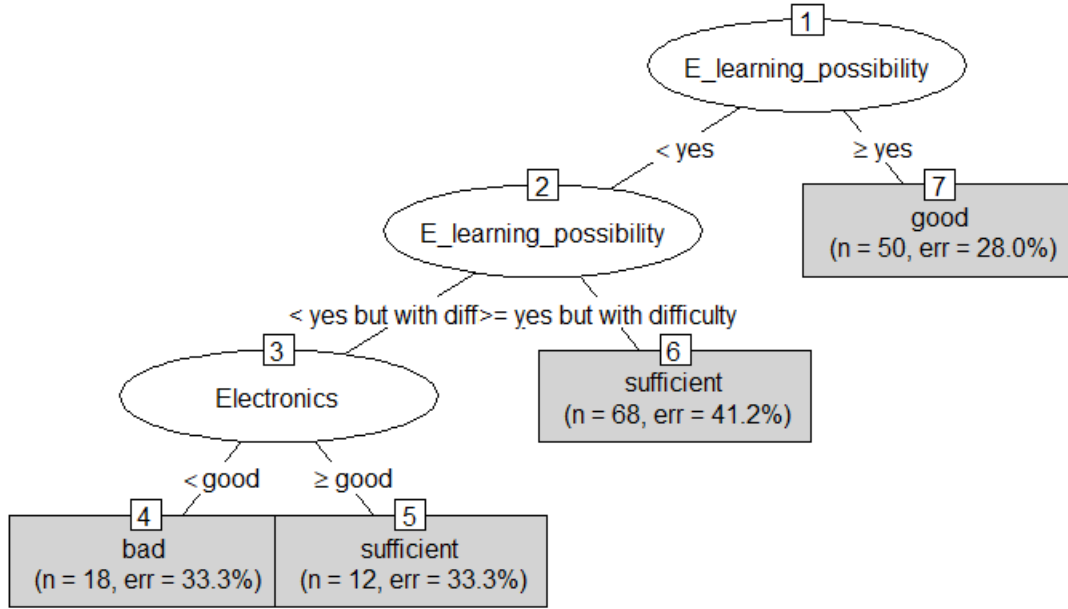 1
E_learning_possibility
< yes
≥ yes
2
E_learning_possibility
7
good
(n = 50, err = 28.0%)
< yes but with diff>= yes but with difficulty
3
Electronics
6
sufficient
(n = 68, err = 41.2%)
< good
≥ good
4
bad
(n = 18, err = 33.3%)
5
sufficient
(n = 12, err = 33.3%)